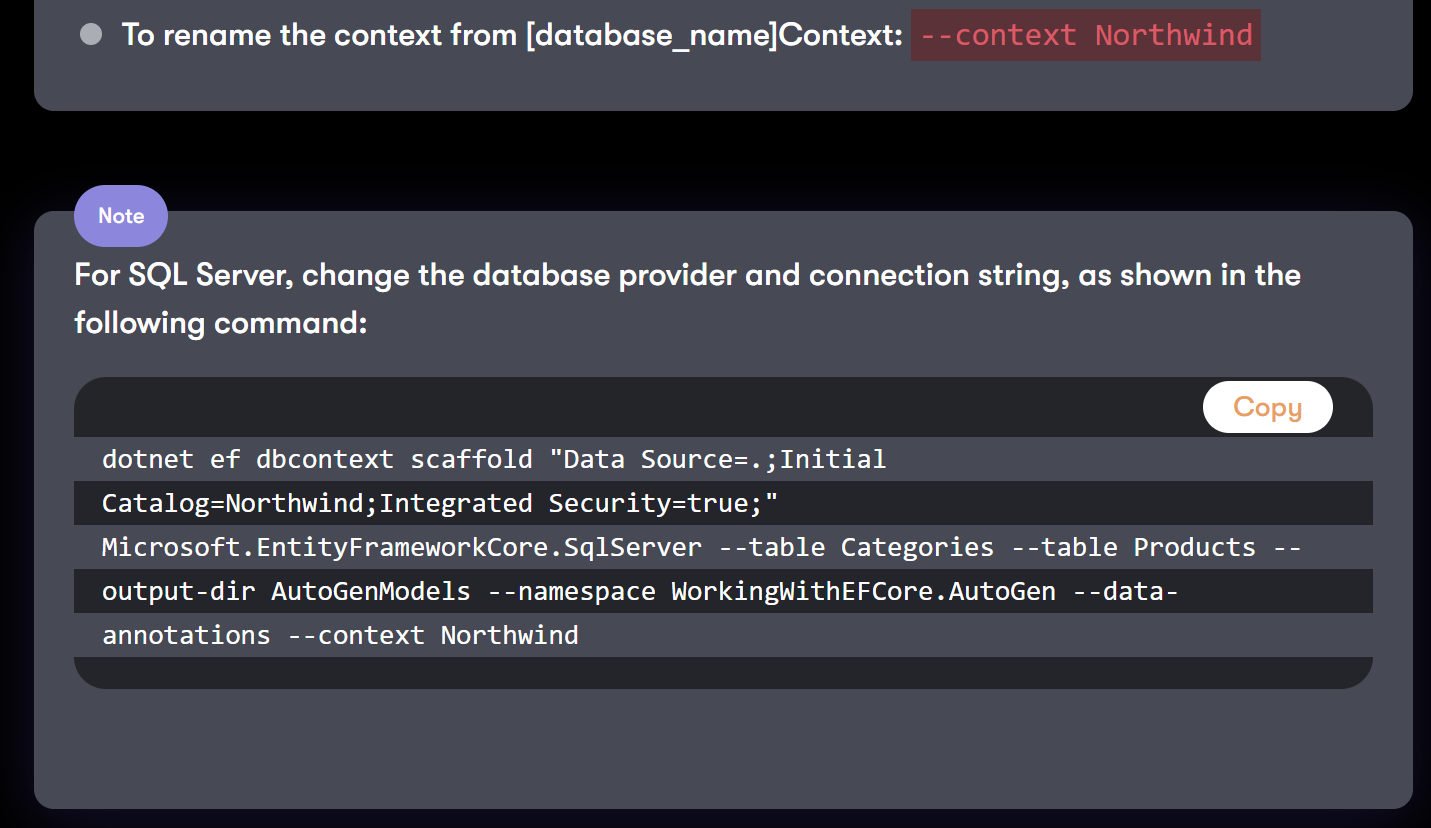 To rename the context from [database_name]Context: --context Northwind
Note
For SQL Server, change the database provider and connection string, as shown in the
following command:
Copy
dotnet ef dbcontext scaffold "Data Source=.;Initial
Catalog=Northwind;Integrated Security=true;"
Microsoft.EntityFrameworkCore.SqlServer --table Categories --table Products --
output-dir AutoGenModels --namespace WorkingWithEFCore.AutoGen --data-
annotations --context Northwind